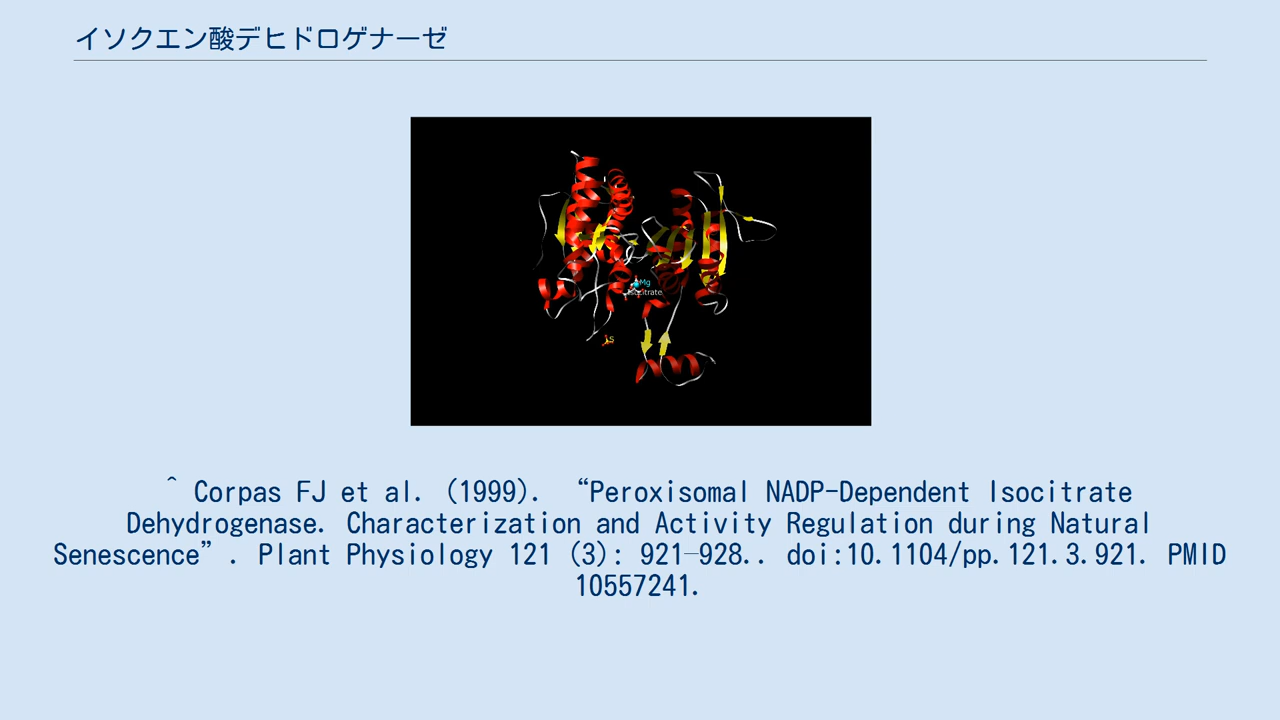 イソクエン酸デヒドロゲナーゼ
Mg
Isocitrate
S
^ Corpas FJ et al. (1999). “Peroxisomal NADP-Dependent Isocitrate
Dehydrogenase. Characterization and Activity Regulation during Natural
Senescence”. Plant Physiology 121 (3): 921–928.. doi:10.1104/pp.121.3.921. PMID
10557241.